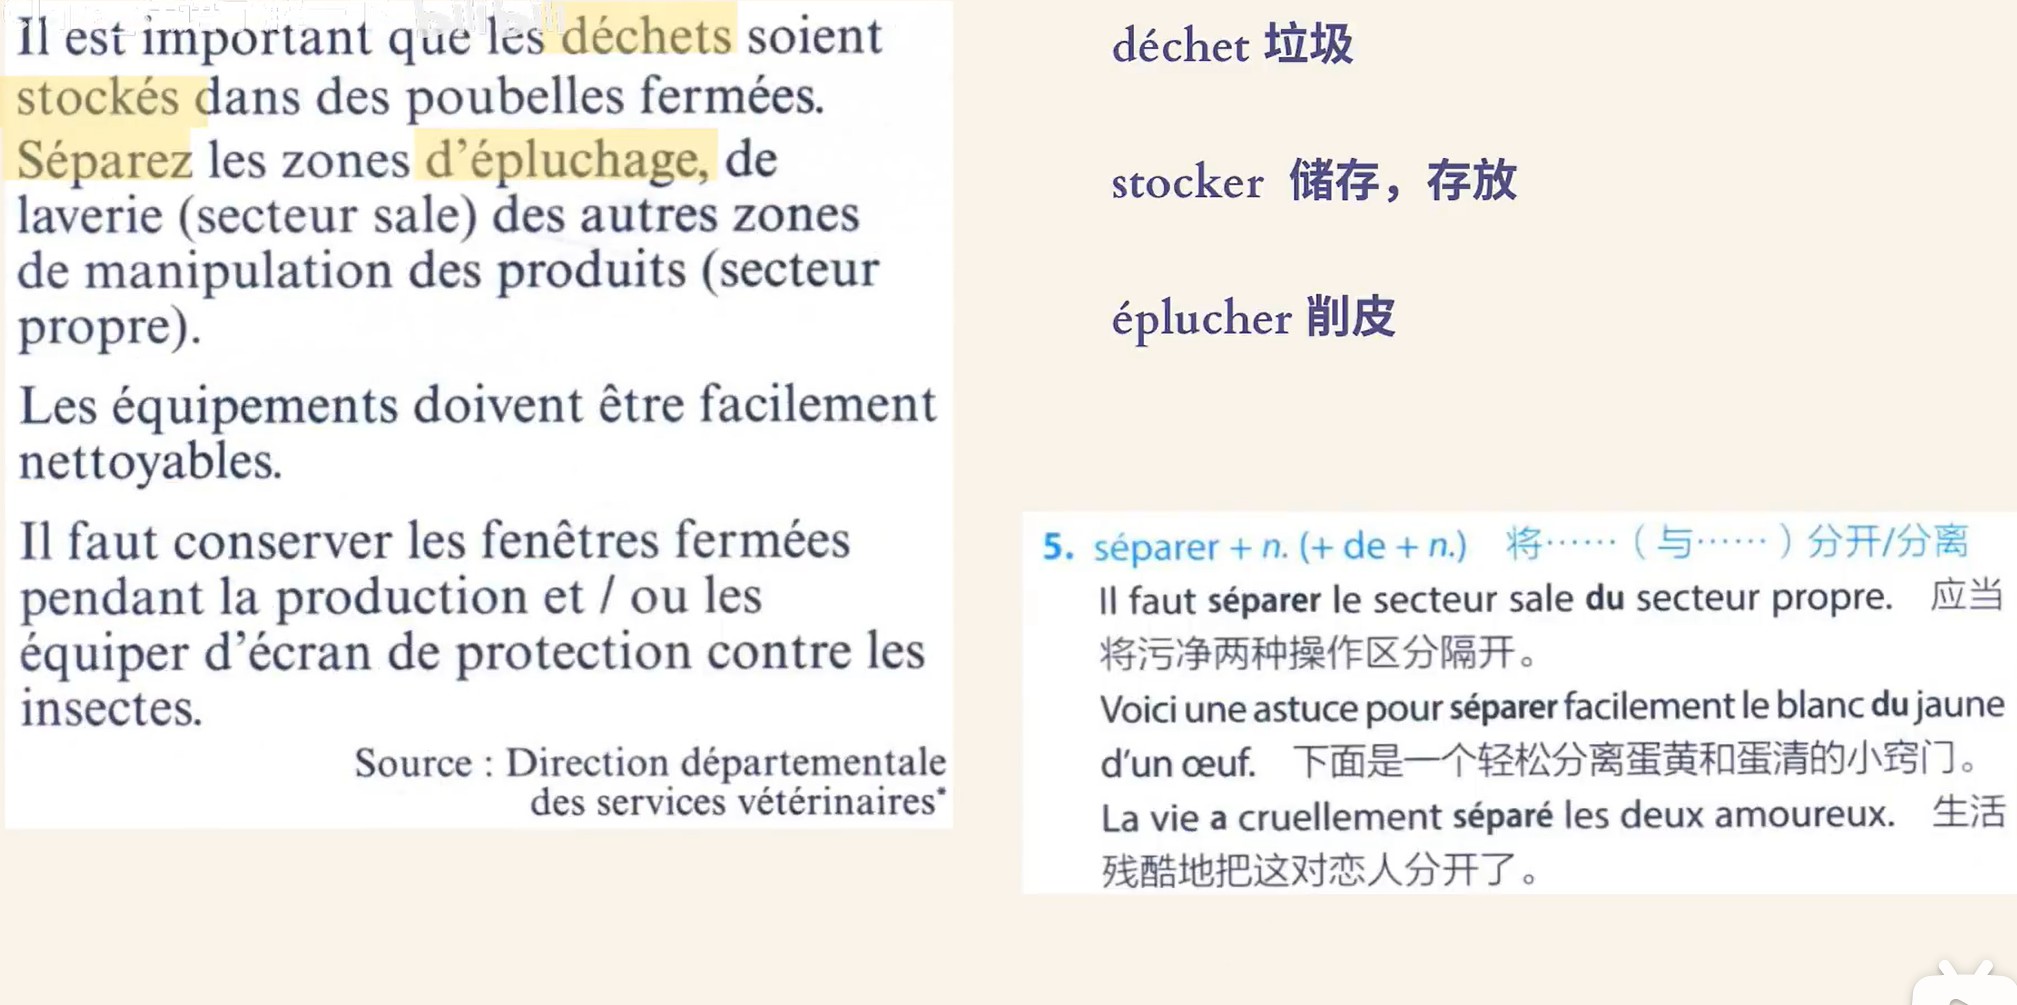 Il est important que les déchets soient
stockés dans des poubelles fermées.
Séparez les zones d'épluchage, de
laverie (secteur sale) des autres zones
de manipulation des produits (secteur
propre).
Les équipements doivent être facilement
nettoyables.
Il faut conserver les fenêtres fermées
pendant la production et / ou les
équiper d'écran de protection contre les
insectes.
Source : Direction départementale
des services vétérinaires*
déchet 垃圾
stocker 储存，存放
éplucher 削皮
5. séparer + n. (+ de + n.) 将……（与……）分开/分离
Il faut séparer le secteur sale du secteur propre. 应当
将污净两种操作区分隔开。
Voici une astuce pour séparer facilement le blanc du jaune
d'un œuf. 下面是一个轻松分离蛋黄和蛋清的小窍门。
La vie a cruellement séparé les deux amoureux. 生活
残酷地把这对恋人分开了。